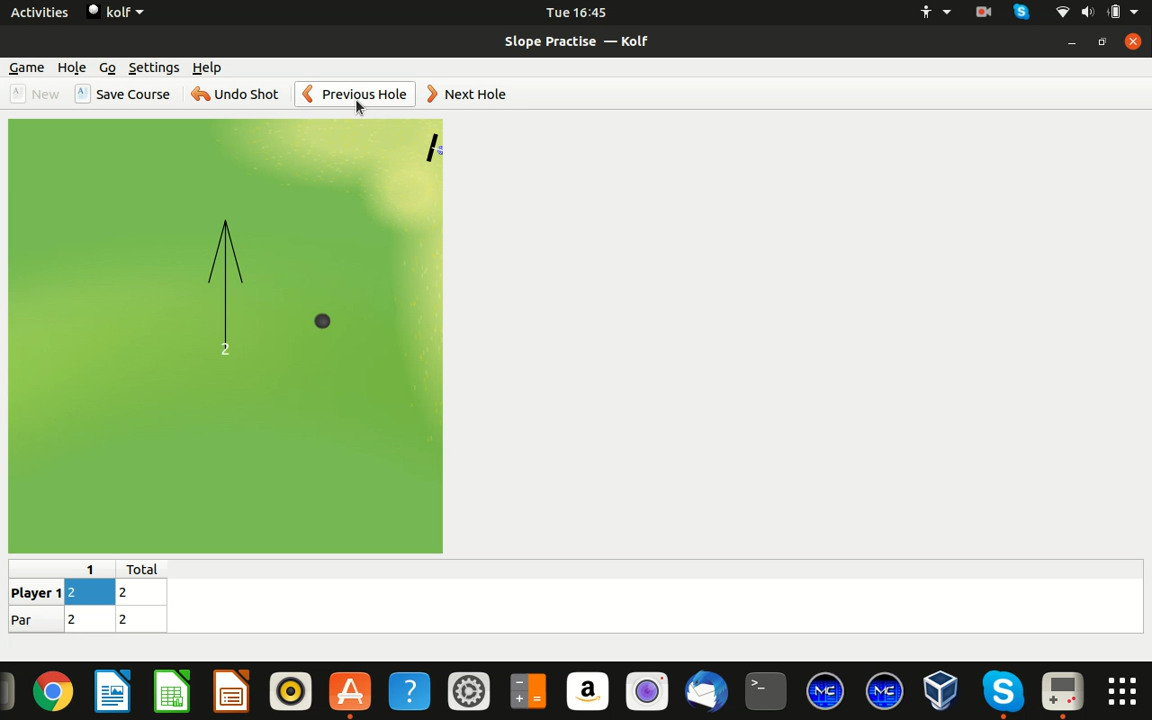 Activities kolf Tue 16:45
Slope Practise — Kolf
Game Hole Go Settings Help
New Save Course Undo Shot Previous Hole Next Hole
2
1 Total
Player 1 2 2
Par 2 2